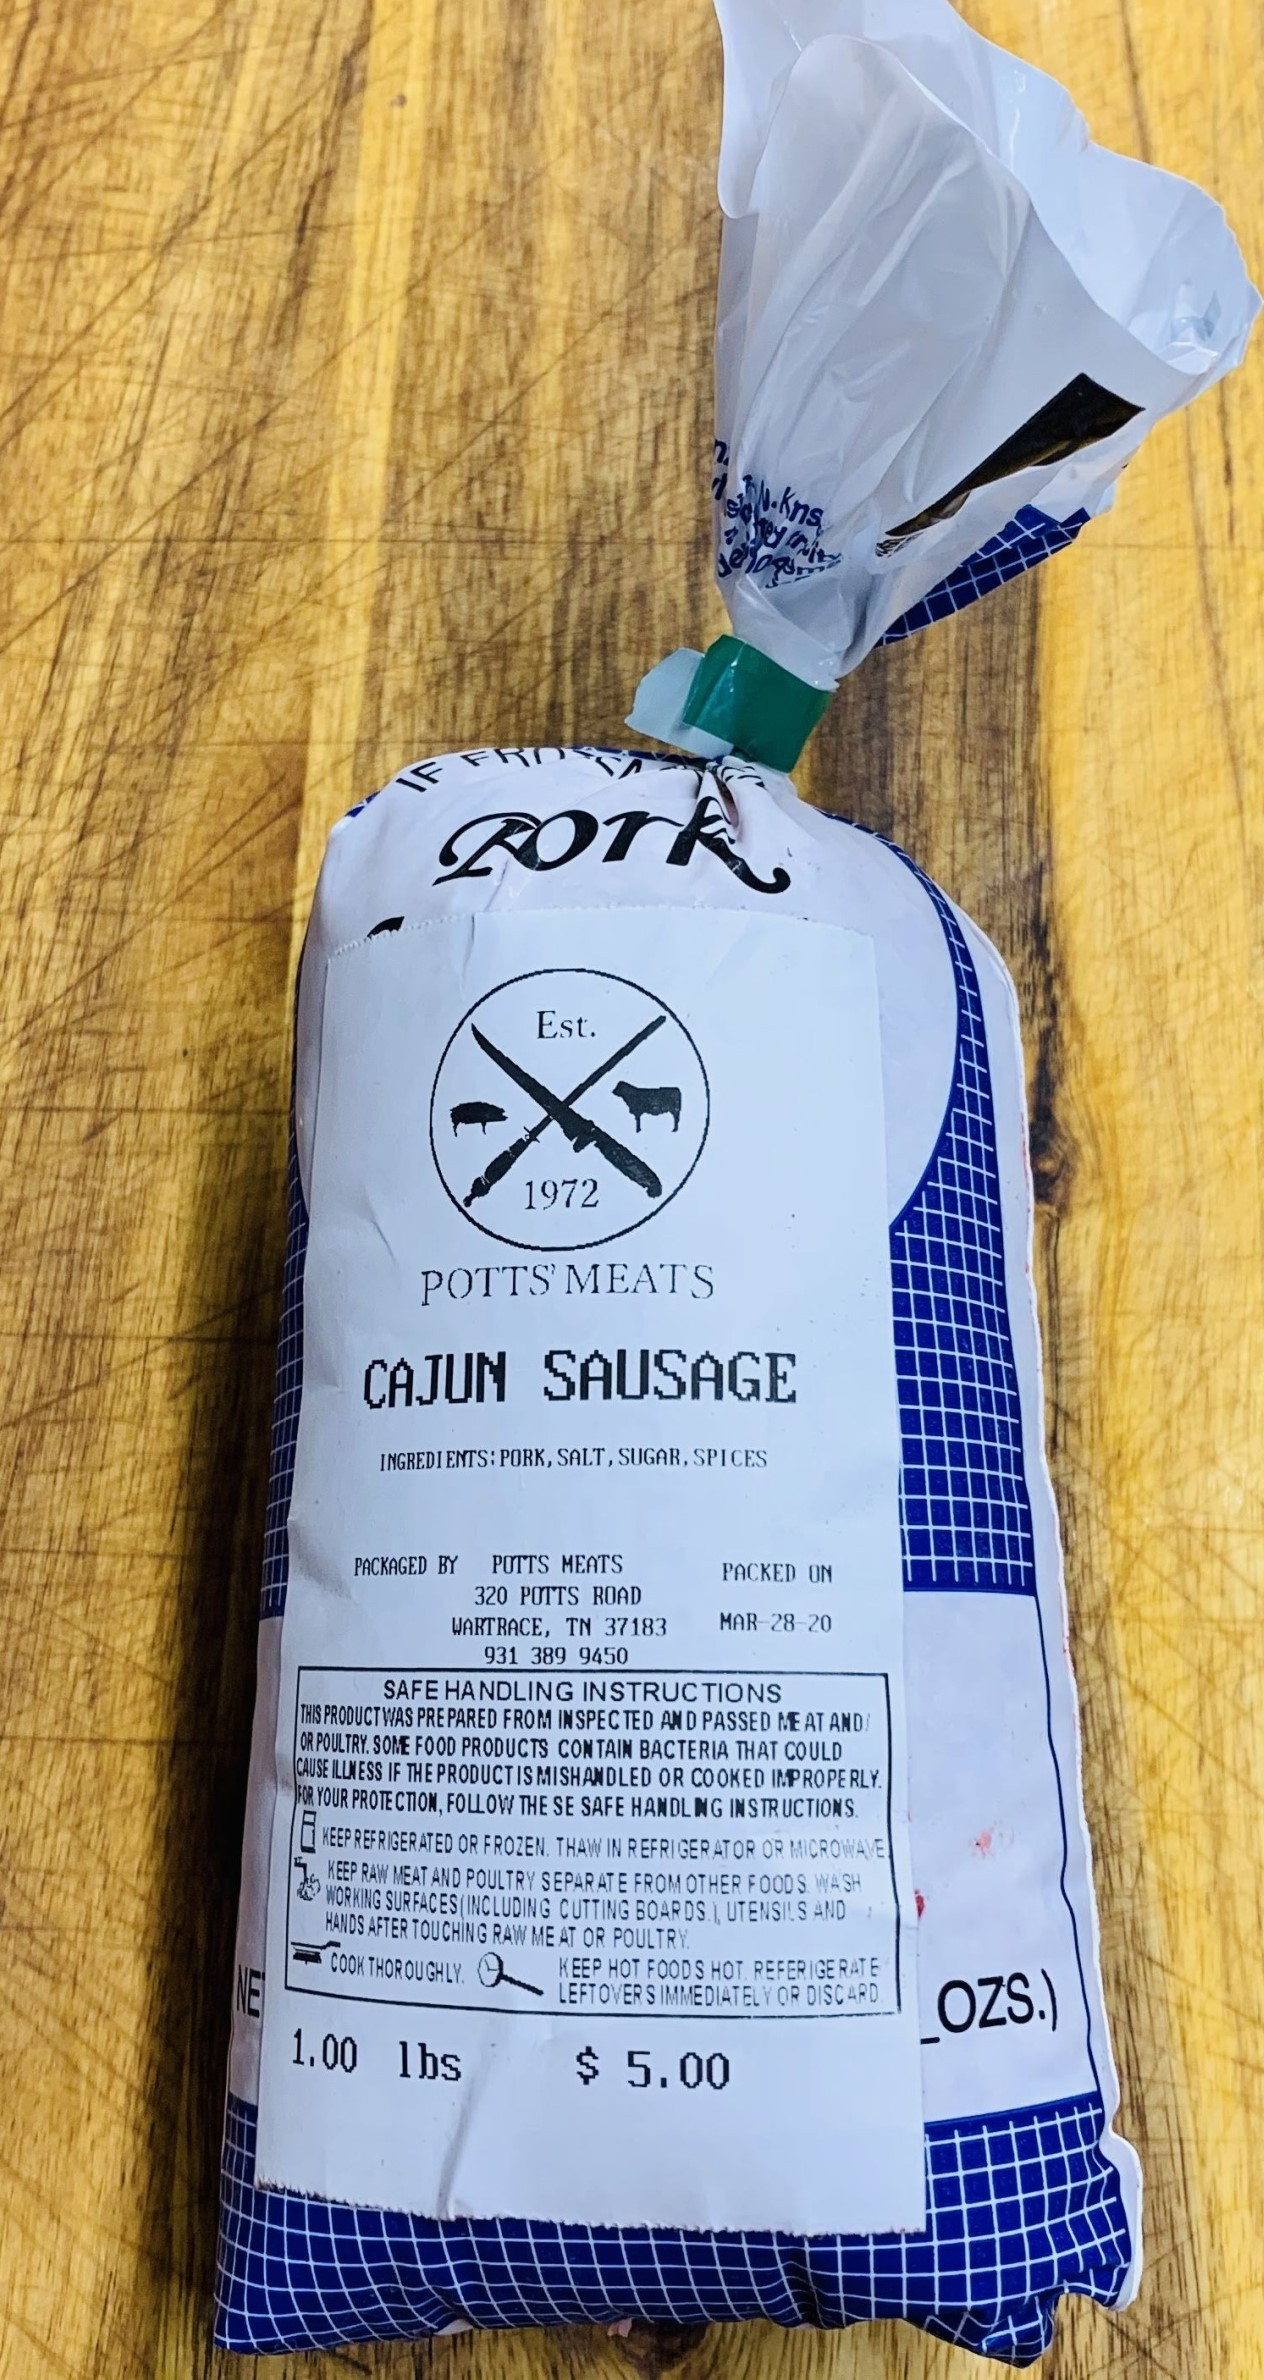 IF
Pork
Est.
1972
POTTS' MEATS
CAJUN SAUSAGE
INGREDIENTS: PORK, SALT, SUGAR, SPICES
PACKAGED BY POTTS MEATS PACKED ON
320 POTTS ROAD
WARTRACE, TN 37183 MAR-28-20
931 389 9450
SAFE HANDLING INSTRUCTIONS
THIS PRODUCT WAS PREPARED FROM INSPECTED AND PASSED MEAT AND/
OR POULTRY. SOME FOOD PRODUCTS CONTAIN BACTERIA THAT COULD
CAUSE ILLNESS IF THE PRODUCT IS MISHANDLED OR COOKED IMPROPERLY.
FOR YOUR PROTECTION, FOLLOW THESE SAFE HANDLING INSTRUCTIONS.
KEEP REFRIGERATED OR FROZEN. THAW IN REFRIGERATOR OR MICROWAVE.
KEEP RAW MEAT AND POULTRY SEPARATE FROM OTHER FOODS. WASH
WORKING SURFACES (INCLUDING CUTTING BOARDS.), UTENSILS AND
HANDS AFTER TOUCHING RAW MEAT OR POULTRY.
COOK THOROUGHLY. KEEP HOT FOODS HOT. REFERIGERATE
LEFTOVERS IMMEDIATELY OR DISCARD.
NE OZS.)
1.00 lbs $ 5.00